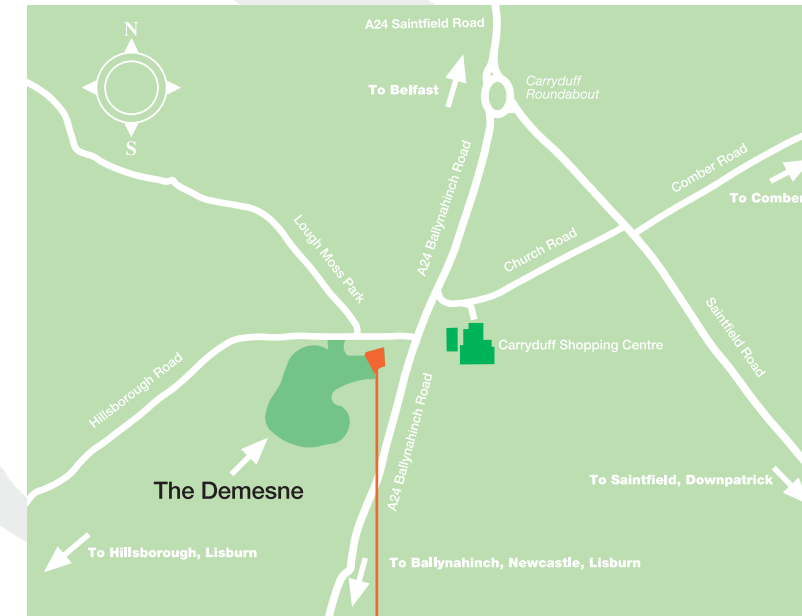 A24 Saintfield Road
N
Carryduff
Roundabout
To Belfast
S
Comber Road
To Comber
A24 Ballynahinch Road
Church Road
Lough Moss Park
Saintfield Road
Carryduff Shopping Centre
Hillsborough Road
A24 Ballynahinch Road
The Demesne
To Saintfield, Downpatrick
To Hillsborough, Lisburn
To Ballynahinch, Newcastle, Lisburn